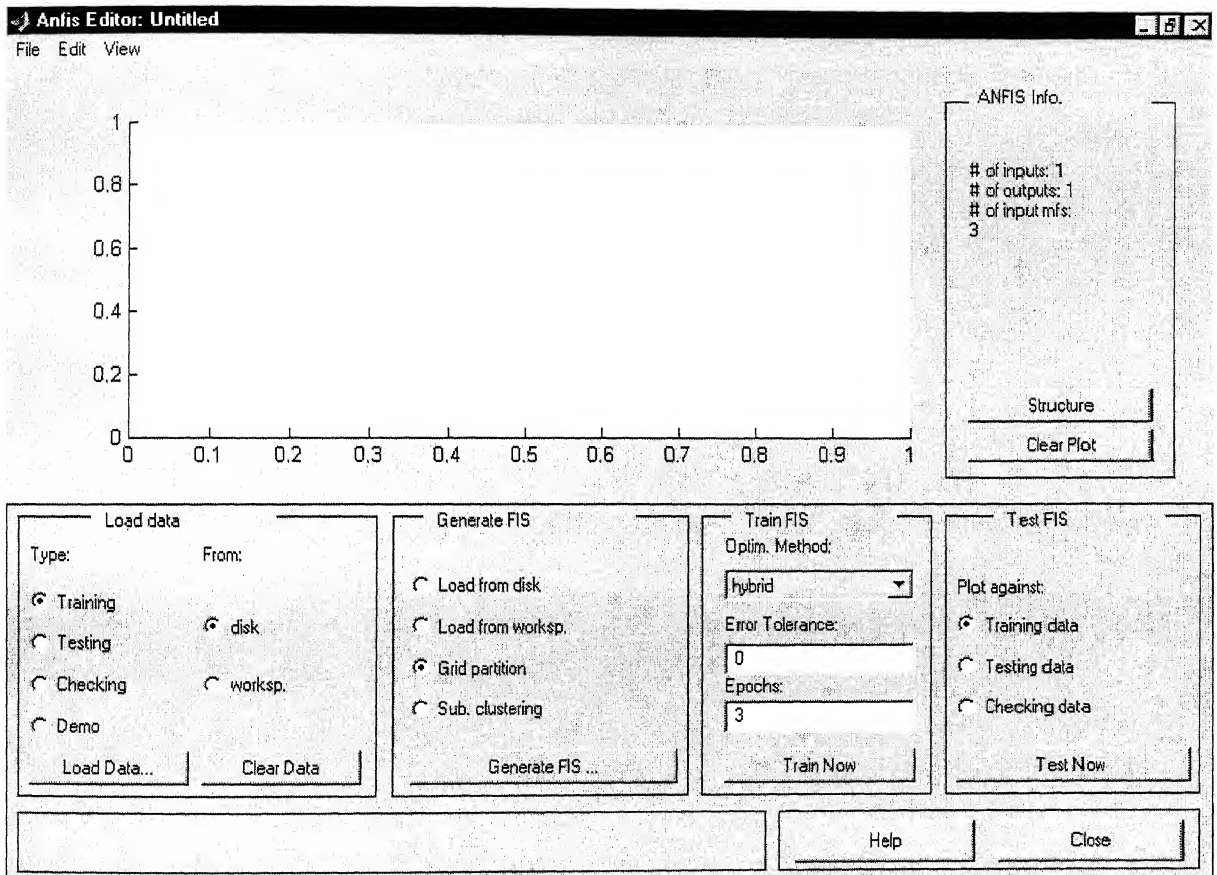 Anfis Editor: Untitled
File Edit View
ANFIS Info.
# of inputs: 1
# of outputs: 1
# of input mfs:
3
Structure
Clear Plot
1
0.8
0.6
0.4
0.2
0
0 0.1 0.2 0.3 0.4 0.5 0.6 0.7 0.8 0.9 1
Load data
Type:
From:
Training
Testing
Checking
Demo
disk
worksp.
Load Data...
Clear Data
Generate FIS
Load from disk
Load from worksp.
Grid partition
Sub. clustering
Generate FIS ...
Train FIS
Optim. Method:
hybrid
Error Tolerance:
0
Epochs:
3
Train Now
Test FIS
Plot against:
Training data
Testing data
Checking data
Test Now
Help
Close